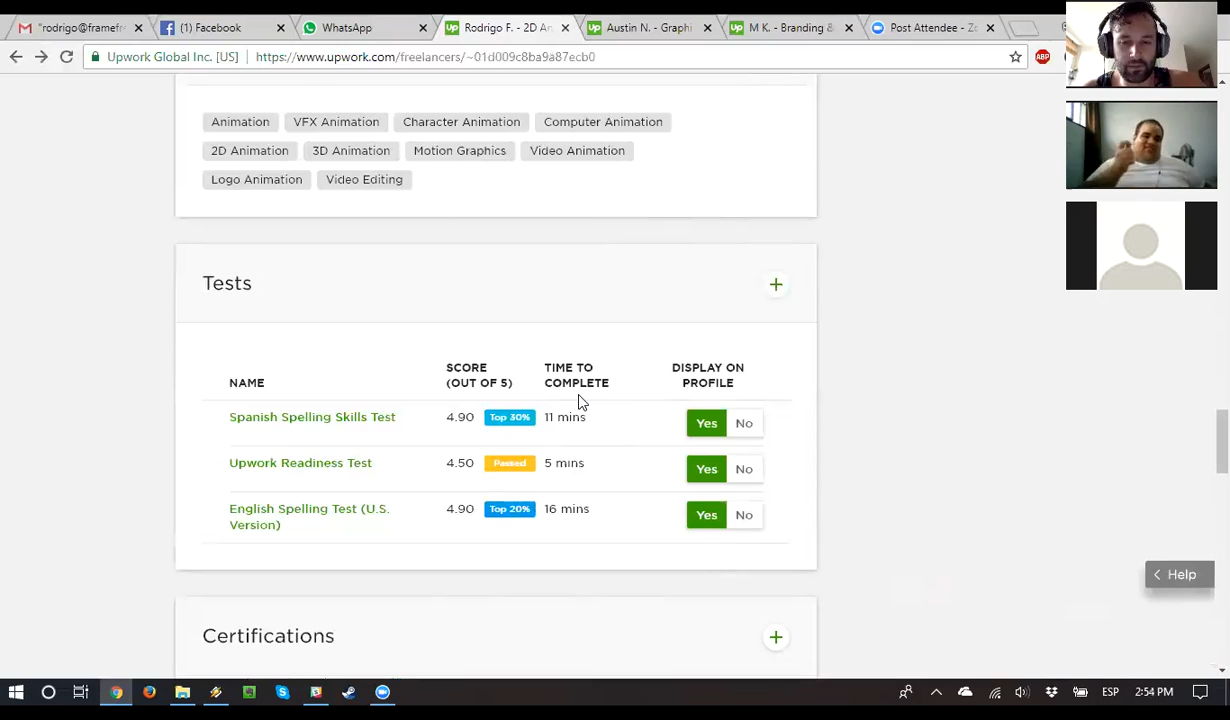 "rodrigo@framefr
(1) Facebook
WhatsApp
Rodrigo F. - 2D An
Austin N. - Graphi
M K. - Branding &
Post Attendee - Zo
Upwork Global Inc. [US]
https://www.upwork.com/freelancers/~01d009c8ba9a87ecb0
ABP
Animation
VFX Animation
Character Animation
Computer Animation
2D Animation
3D Animation
Motion Graphics
Video Animation
Logo Animation
Video Editing
Tests
+
NAME
SCORE
(OUT OF 5)
TIME TO
COMPLETE
DISPLAY ON
PROFILE
Spanish Spelling Skills Test
4.90
Top 30%
11 mins
Yes
No
Upwork Readiness Test
4.50
Passed
5 mins
Yes
No
English Spelling Test (U.S.
Version)
4.90
Top 20%
16 mins
Yes
No
Help
Certifications
+
ESP
2:54 PM